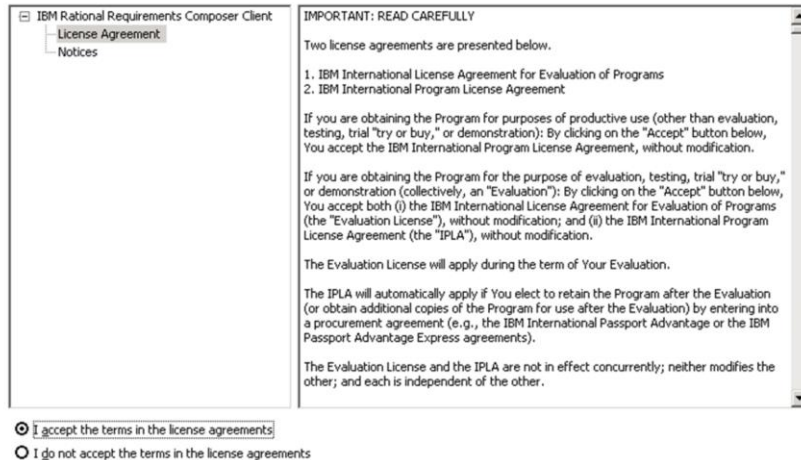 IBM Rational Requirements Composer Client
License Agreement
Notices
IMPORTANT: READ CAREFULLY
Two license agreements are presented below.
1. IBM International License Agreement for Evaluation of Programs
2. IBM International Program License Agreement
If you are obtaining the Program for purposes of productive use (other than evaluation,
testing, trial "try or buy," or demonstration): By clicking on the "Accept" button below,
You accept the IBM International Program License Agreement, without modification.
If you are obtaining the Program for the purpose of evaluation, testing, trial "try or buy,"
or demonstration (collectively, an "Evaluation"): By clicking on the "Accept" button below,
You accept both (i) the IBM International License Agreement for Evaluation of Programs
(the "Evaluation License"), without modification; and (ii) the IBM International Program
License Agreement (the "IPLA"), without modification.
The Evaluation License will apply during the term of Your Evaluation.
The IPLA will automatically apply if You elect to retain the Program after the Evaluation
(or obtain additional copies of the Program for use after the Evaluation) by entering into
a procurement agreement (e.g., the IBM International Passport Advantage or the IBM
Passport Advantage Express agreements).
The Evaluation License and the IPLA are not in effect concurrently; neither modifies the
other; and each is independent of the other.
I accept the terms in the license agreements
I do not accept the terms in the license agreements